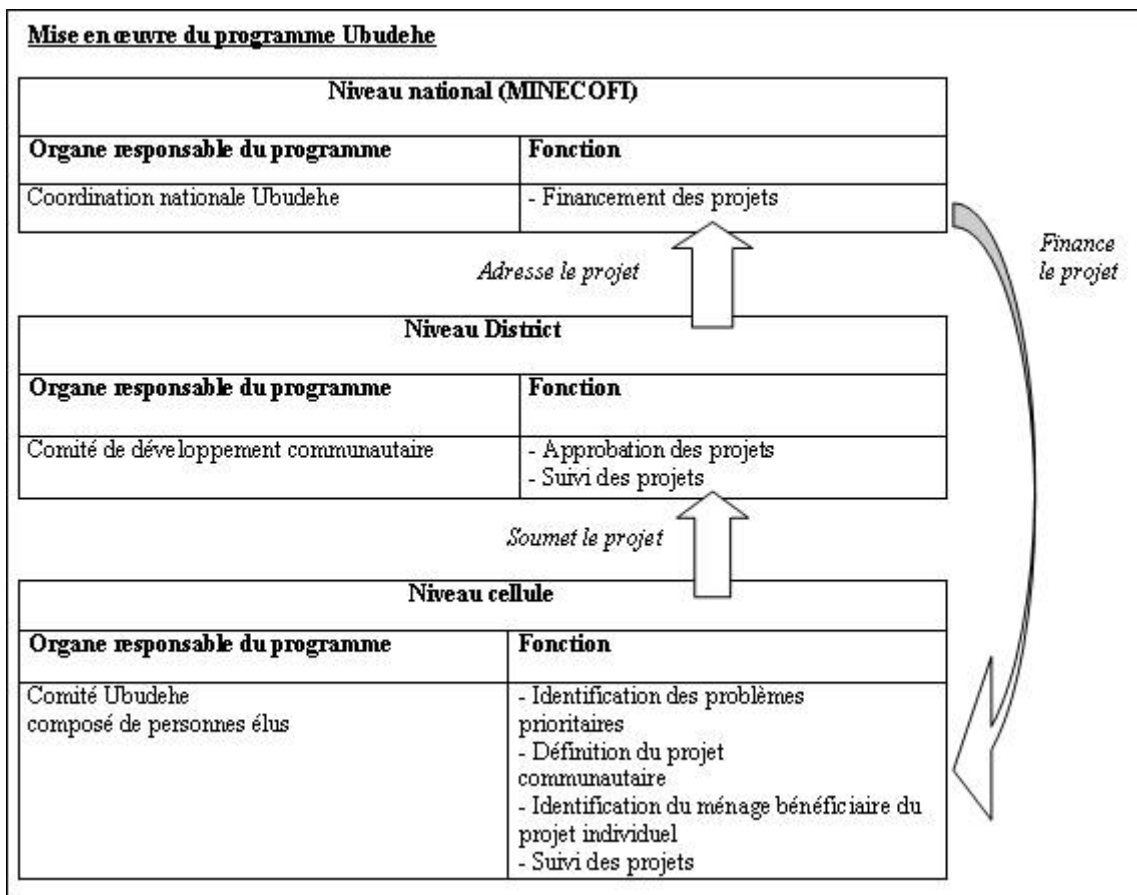 Mise en œuvre du programme Ubudehe
Niveau national (MINECOFI)
Organe responsable du programme
Fonction
Coordination nationale Ubudehe
- Financement des projets
Finance
le projet
Adresse le projet
Niveau District
Organe responsable du programme
Fonction
Comité de développement communautaire
- Approbation des projets
- Suivi des projets
Soumet le projet
Niveau cellule
Organe responsable du programme
Fonction
Comité Ubudehe
composé de personnes élus
- Identification des problèmes
prioritaires
- Définition du projet
communautaire
- Identification du ménage bénéficiaire du
projet individuel
- Suivi des projets